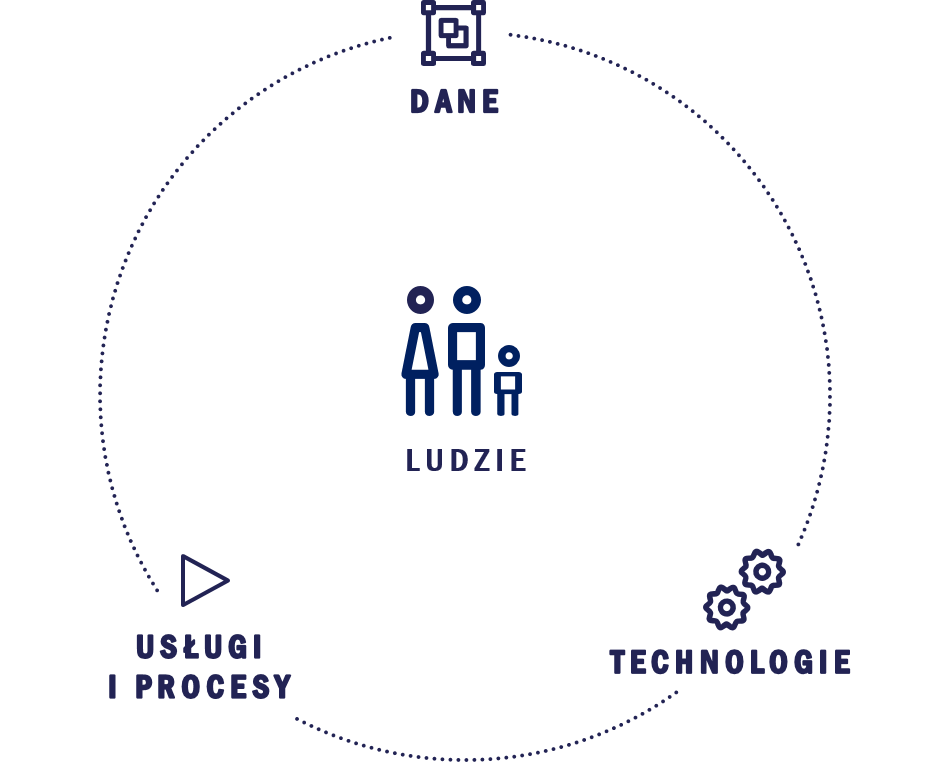 DANE
LUDZIE
USŁUGI
I PROCESY
TECHNOLOGIE